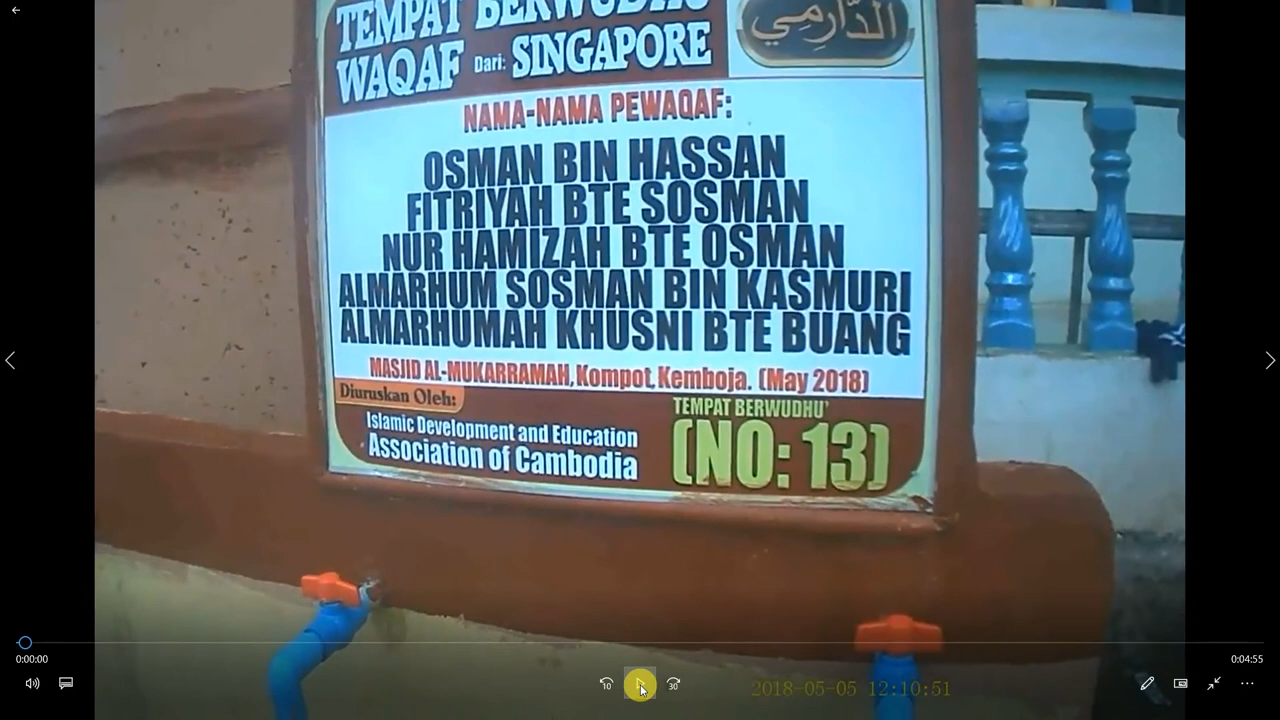 TEMPAT BERWUDHU
WAQAF Dari: SINGAPORE
الدَّارِمِي
NAMA-NAMA PEWAQAF:
OSMAN BIN HASSAN
FITRIYAH BTE SOSMAN
NUR HAMIZAH BTE OSMAN
ALMARHUM SOSMAN BIN KASMURI
ALMARHUMAH KHUSNI BTE BUANG
MASJID AL-MUKARRAMAH, Kompot, Kemboja. (May 2018)
Diuruskan Oleh:
Islamic Development and Education
Association of Cambodia
TEMPAT BERWUDHU'
(NO: 13)
0:00:00
0:04:55
10
30
2018-05-05 12:10:51